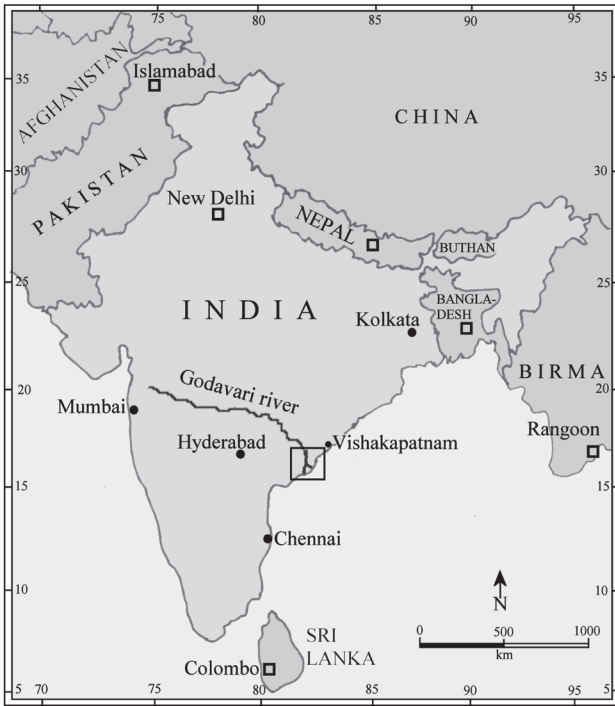 75 80 85 90 95
35
Islamabad
AFGHANISTAN
CHINA
30
30
PAKISTAN
New Delhi
NEPAL
BUTHAN
25
25
BANGLA-
DESH
INDIA
Kolkata
BIRMA
20
20
Godavari river
Mumbai
Hyderabad
Vishakapatnam
Rangoon
15
15
Chennai
10
10
N
SRI
LANKA
0 500 1000
km
Colombo
5 70 75 80 85 90 95 5
35